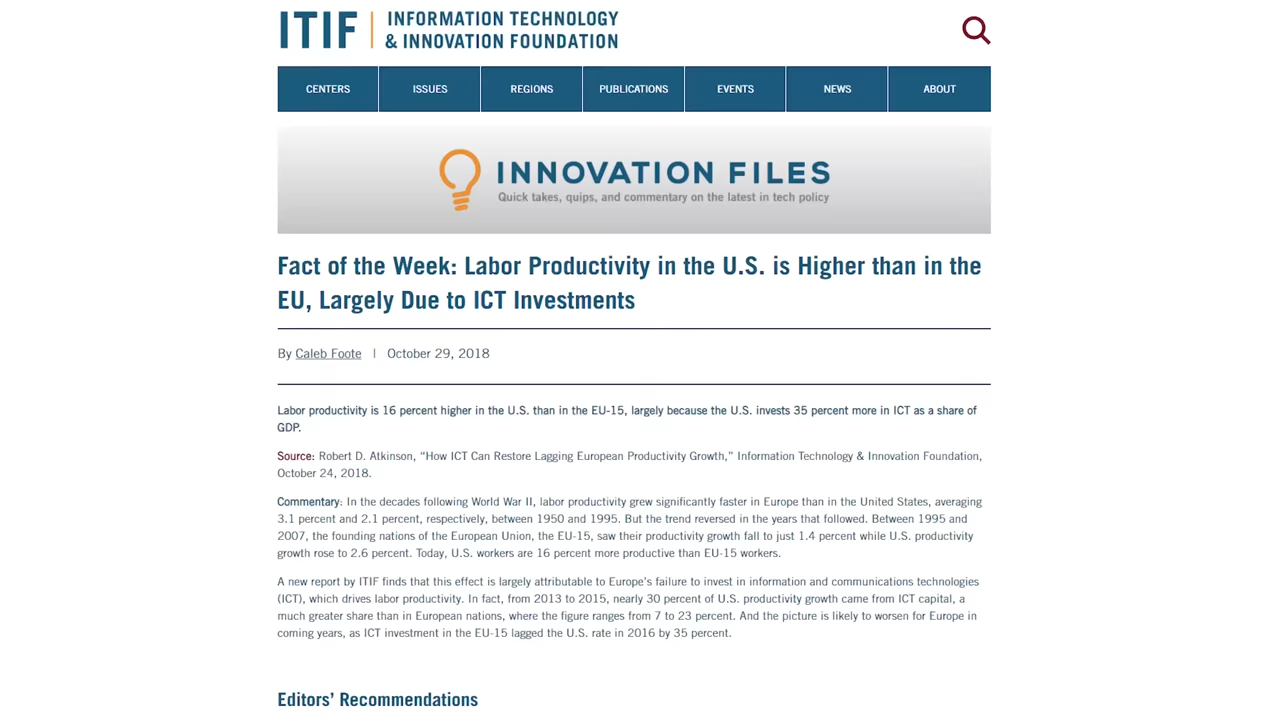 ITIF
INFORMATION TECHNOLOGY
& INNOVATION FOUNDATION
CENTERS
ISSUES
REGIONS
PUBLICATIONS
EVENTS
NEWS
ABOUT
INNOVATION FILES
Quick takes, quips, and commentary on the latest in tech policy
Fact of the Week: Labor Productivity in the U.S. is Higher than in the
EU, Largely Due to ICT Investments
By Caleb Foote | October 29, 2018
Labor productivity is 16 percent higher in the U.S. than in the EU-15, largely because the U.S. invests 35 percent more in ICT as a share of
GDP.
Source: Robert D. Atkinson, “How ICT Can Restore Lagging European Productivity Growth,” Information Technology & Innovation Foundation,
October 24, 2018.
Commentary: In the decades following World War II, labor productivity grew significantly faster in Europe than in the United States, averaging
3.1 percent and 2.1 percent, respectively, between 1950 and 1995. But the trend reversed in the years that followed. Between 1995 and
2007, the founding nations of the European Union, the EU-15, saw their productivity growth fall to just 1.4 percent while U.S. productivity
growth rose to 2.6 percent. Today, U.S. workers are 16 percent more productive than EU-15 workers.
A new report by ITIF finds that this effect is largely attributable to Europe’s failure to invest in information and communications technologies
(ICT), which drives labor productivity. In fact, from 2013 to 2015, nearly 30 percent of U.S. productivity growth came from ICT capital, a
much greater share than in European nations, where the figure ranges from 7 to 23 percent. And the picture is likely to worsen for Europe in
coming years, as ICT investment in the EU-15 lagged the U.S. rate in 2016 by 35 percent.
Editors’ Recommendations